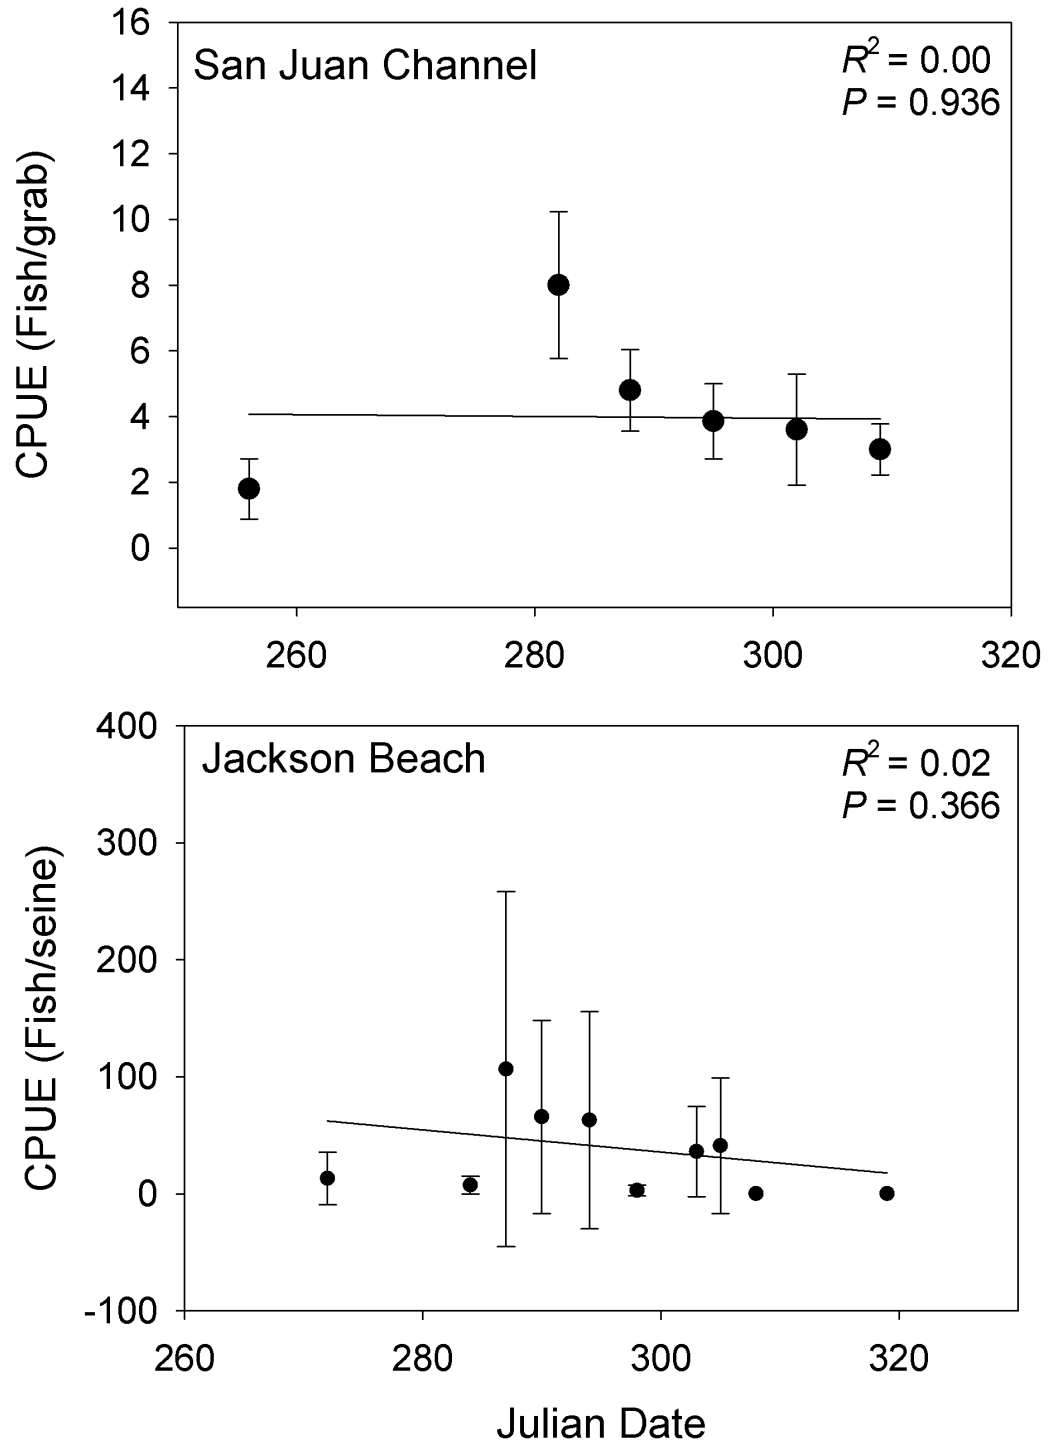 San Juan Channel
R² = 0.00
P = 0.936
CPUE (Fish/grab)
16
14
12
10
8
6
4
2
0
260 280 300 320
Jackson Beach
R² = 0.02
P = 0.366
CPUE (Fish/seine)
400
300
200
100
0
-100
260 280 300 320
Julian Date